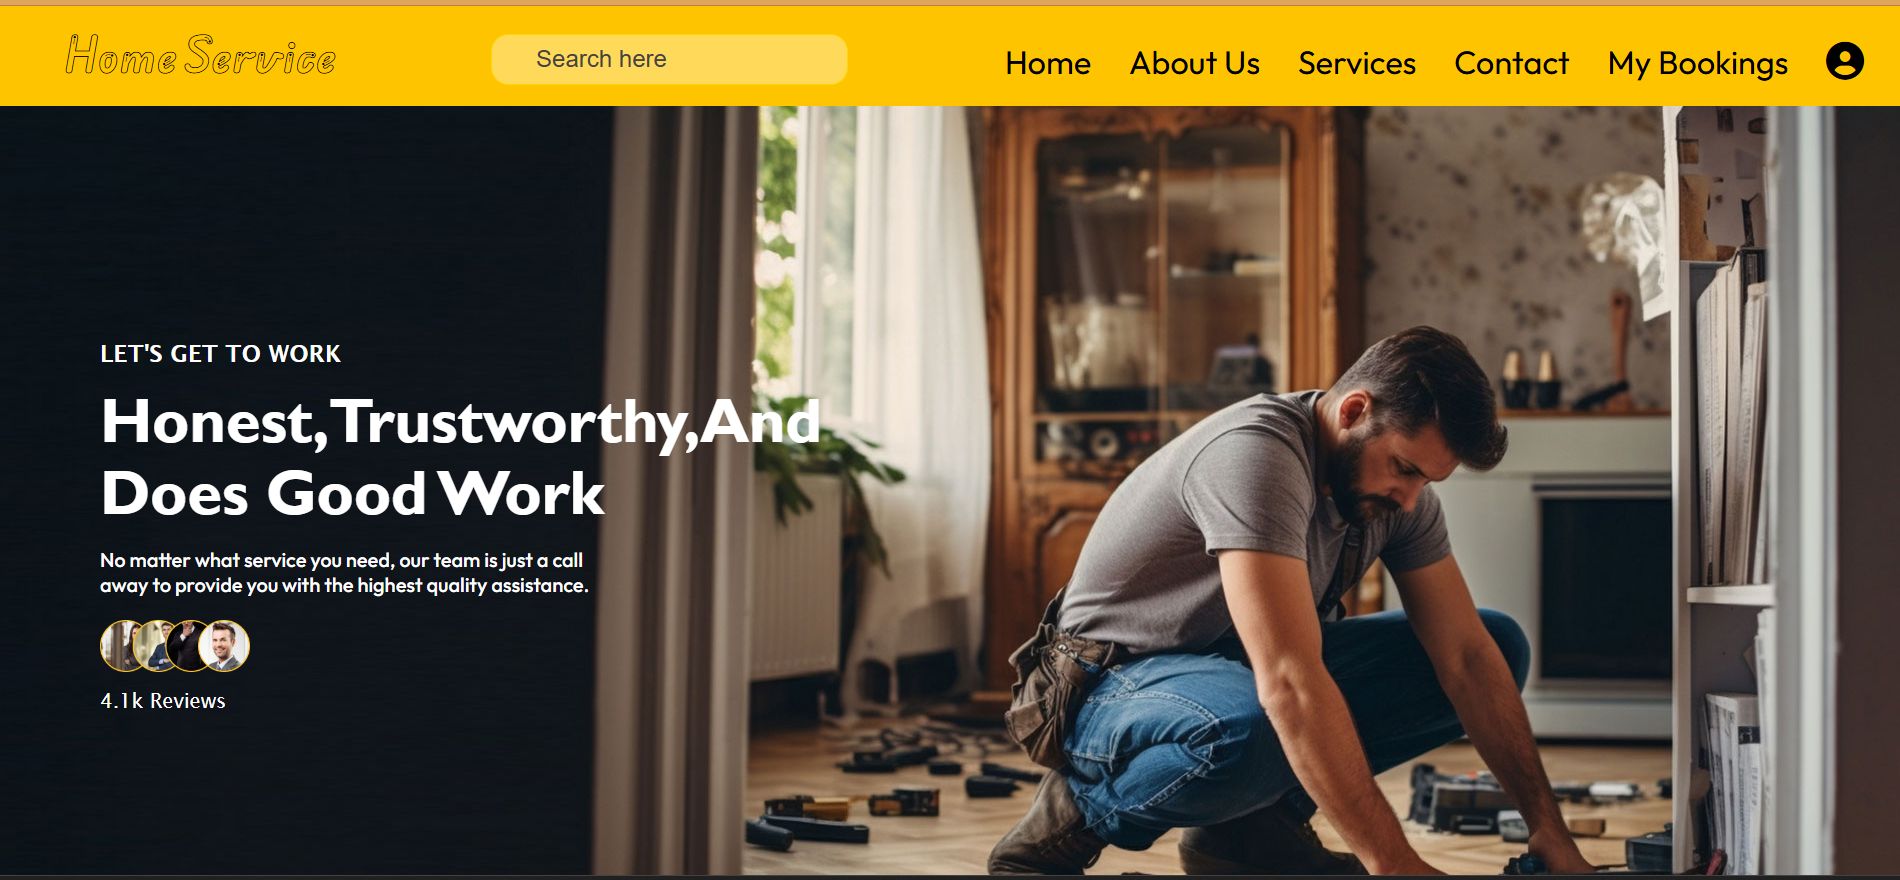 Home Service
Search here
Home About Us Services Contact My Bookings
LET'S GET TO WORK
Honest,Trustworthy,And
Does Good Work
No matter what service you need, our team is just a call
away to provide you with the highest quality assistance.
4.1k Reviews